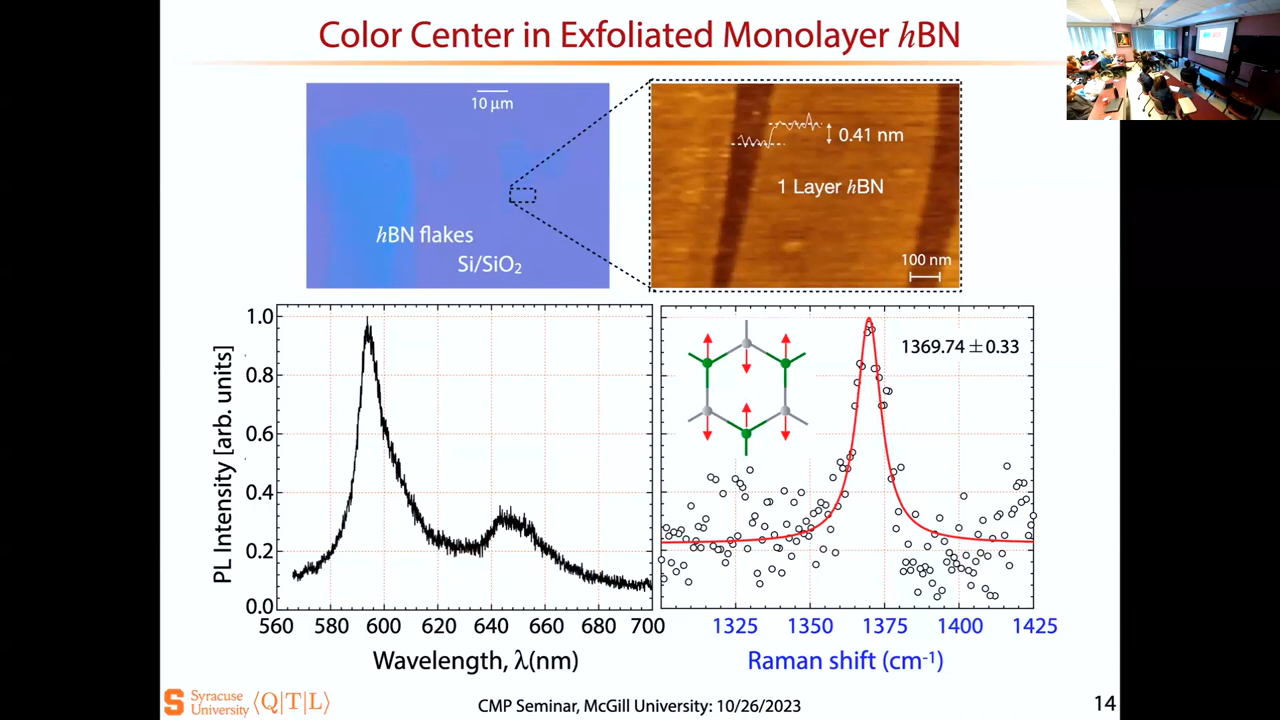 Color Center in Exfoliated Monolayer hBN
10 μm
hBN flakes
Si/SiO₂
0.41 nm
1 Layer hBN
100 nm
PL Intensity [arb. units]
1.0
0.8
0.6
0.4
0.2
0.0
560 580 600 620 640 660 680 700
Wavelength, λ(nm)
1369.74 ± 0.33
1325 1350 1375 1400 1425
Raman shift (cm⁻¹)
S Syracuse University ⟨Q|T|L⟩
CMP Seminar, McGill University: 10/26/2023
14